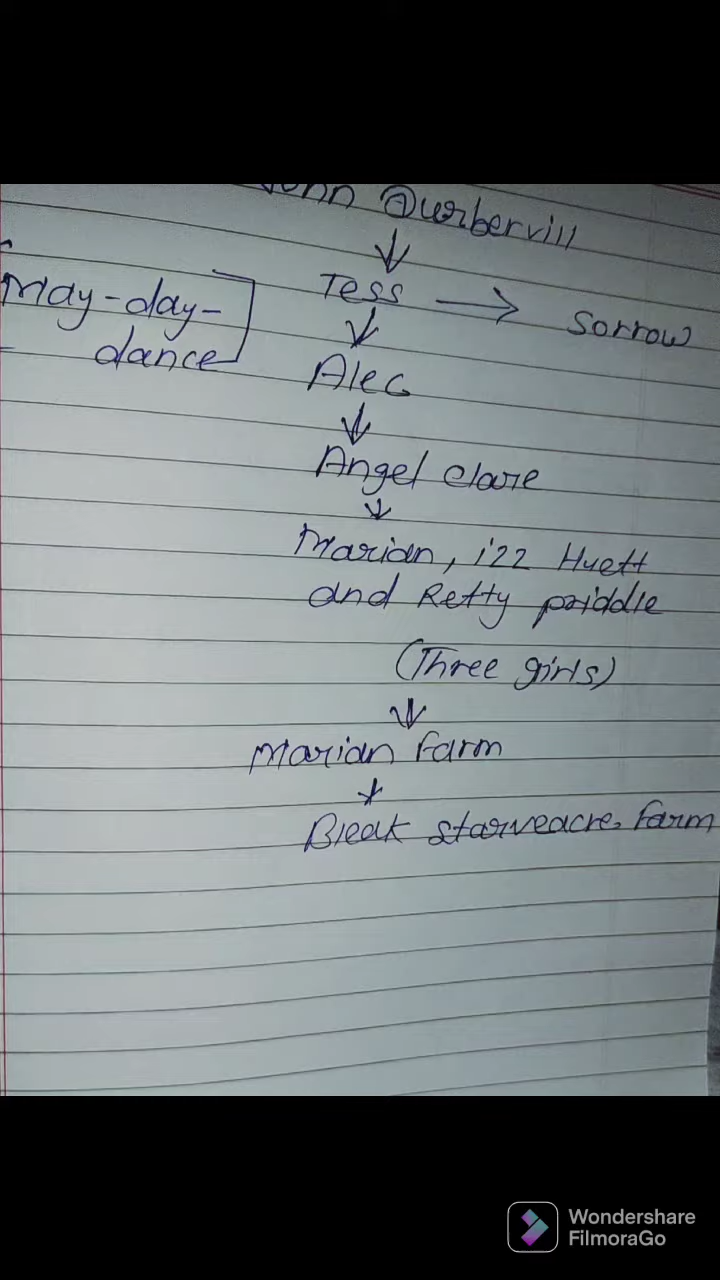 John Durbervill
Tess → Sorrow
May-day-
dance
Alec
Angel clare
Marian, izz Huett
and Retty priddle
(Three girls)
Marian Farm
Bleak starveacre. Farm
Wondershare
FilmoraGo